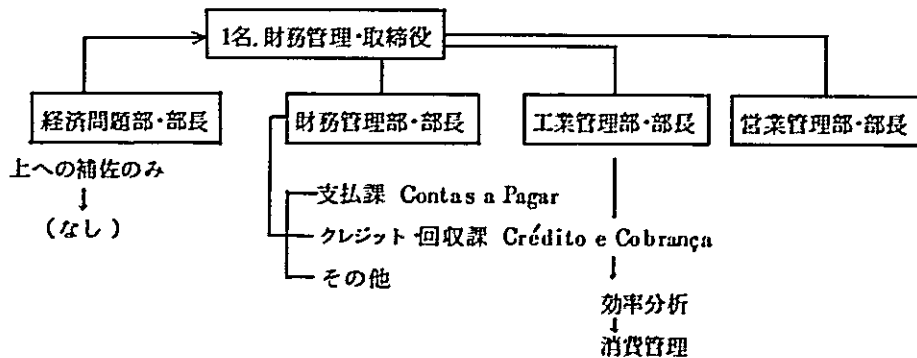 1名.財務管理・取締役
経済問題部・部長
財務管理部・部長
工業管理部・部長
営業管理部・部長
上への補佐のみ
(なし)
支払課 Contas a Pagar
クレジット・回収課 Crédito e Cobrança
その他
効率分析
消費管理